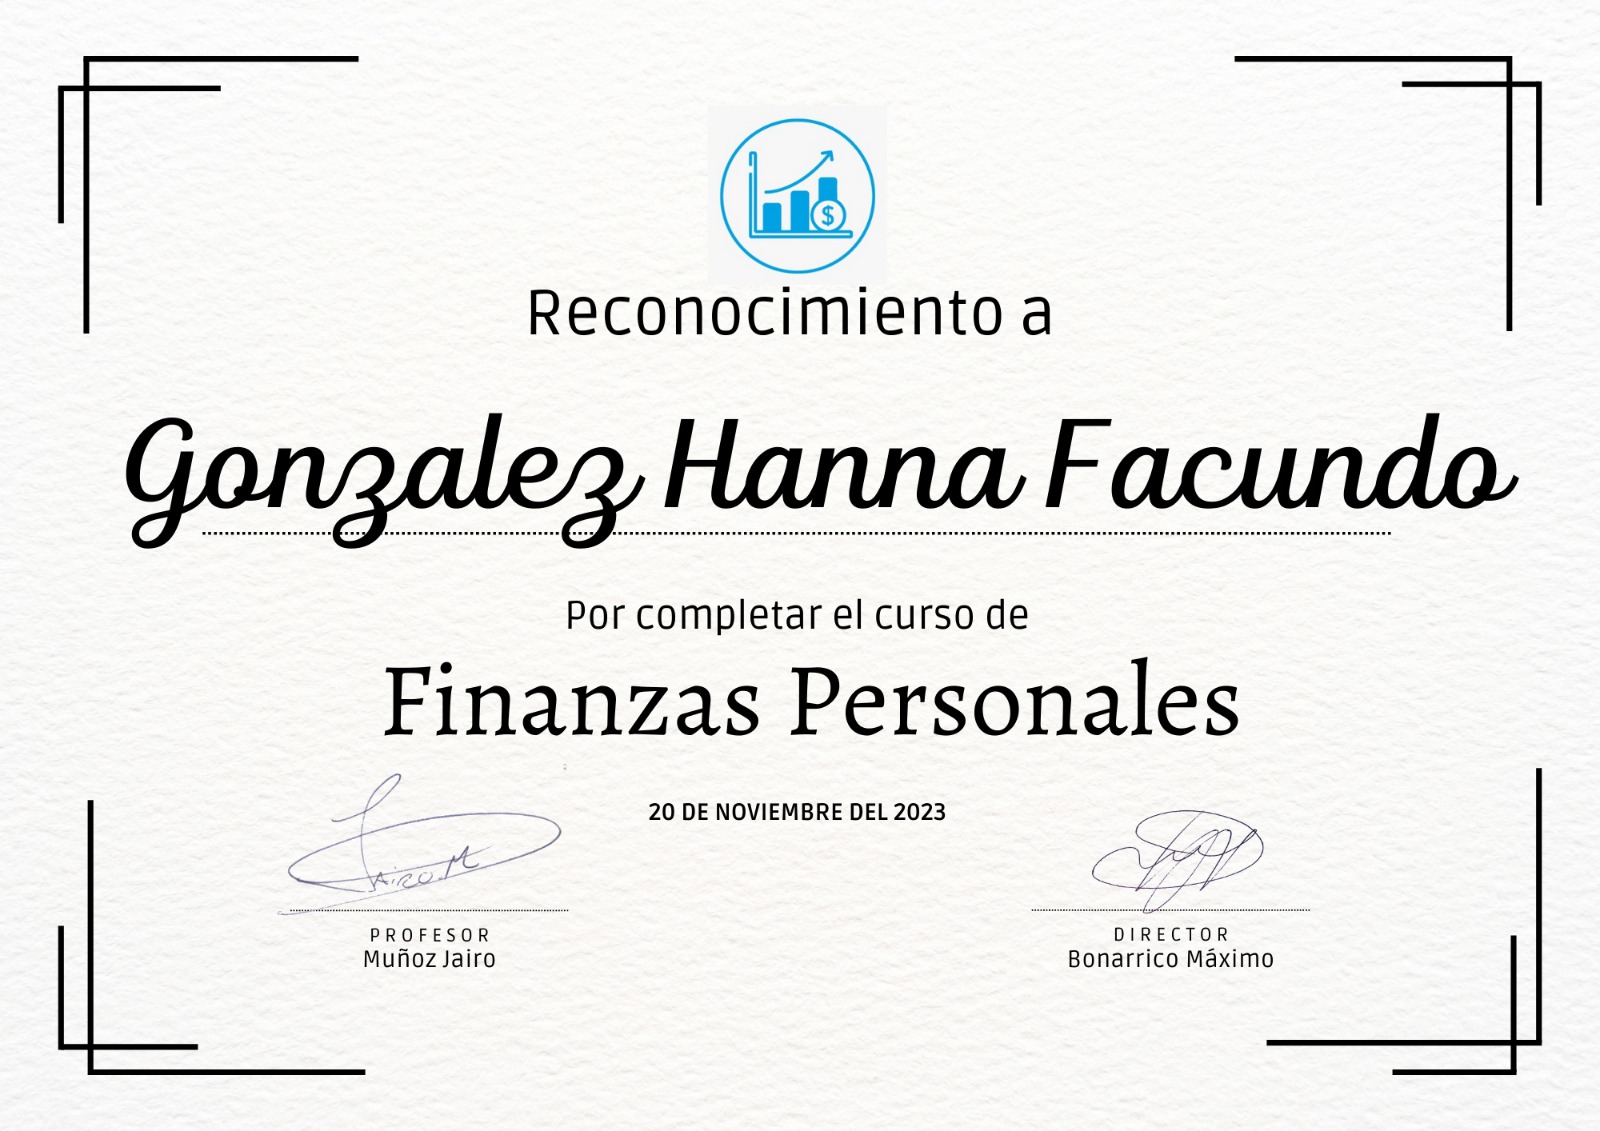 $
Reconocimiento a
Gonzalez Hanna Facundo
Por completar el curso de
Finanzas Personales
20 DE NOVIEMBRE DEL 2023
Jairo M
PROFESOR
Muñoz Jairo
DIRECTOR
Bonarrico Máximo